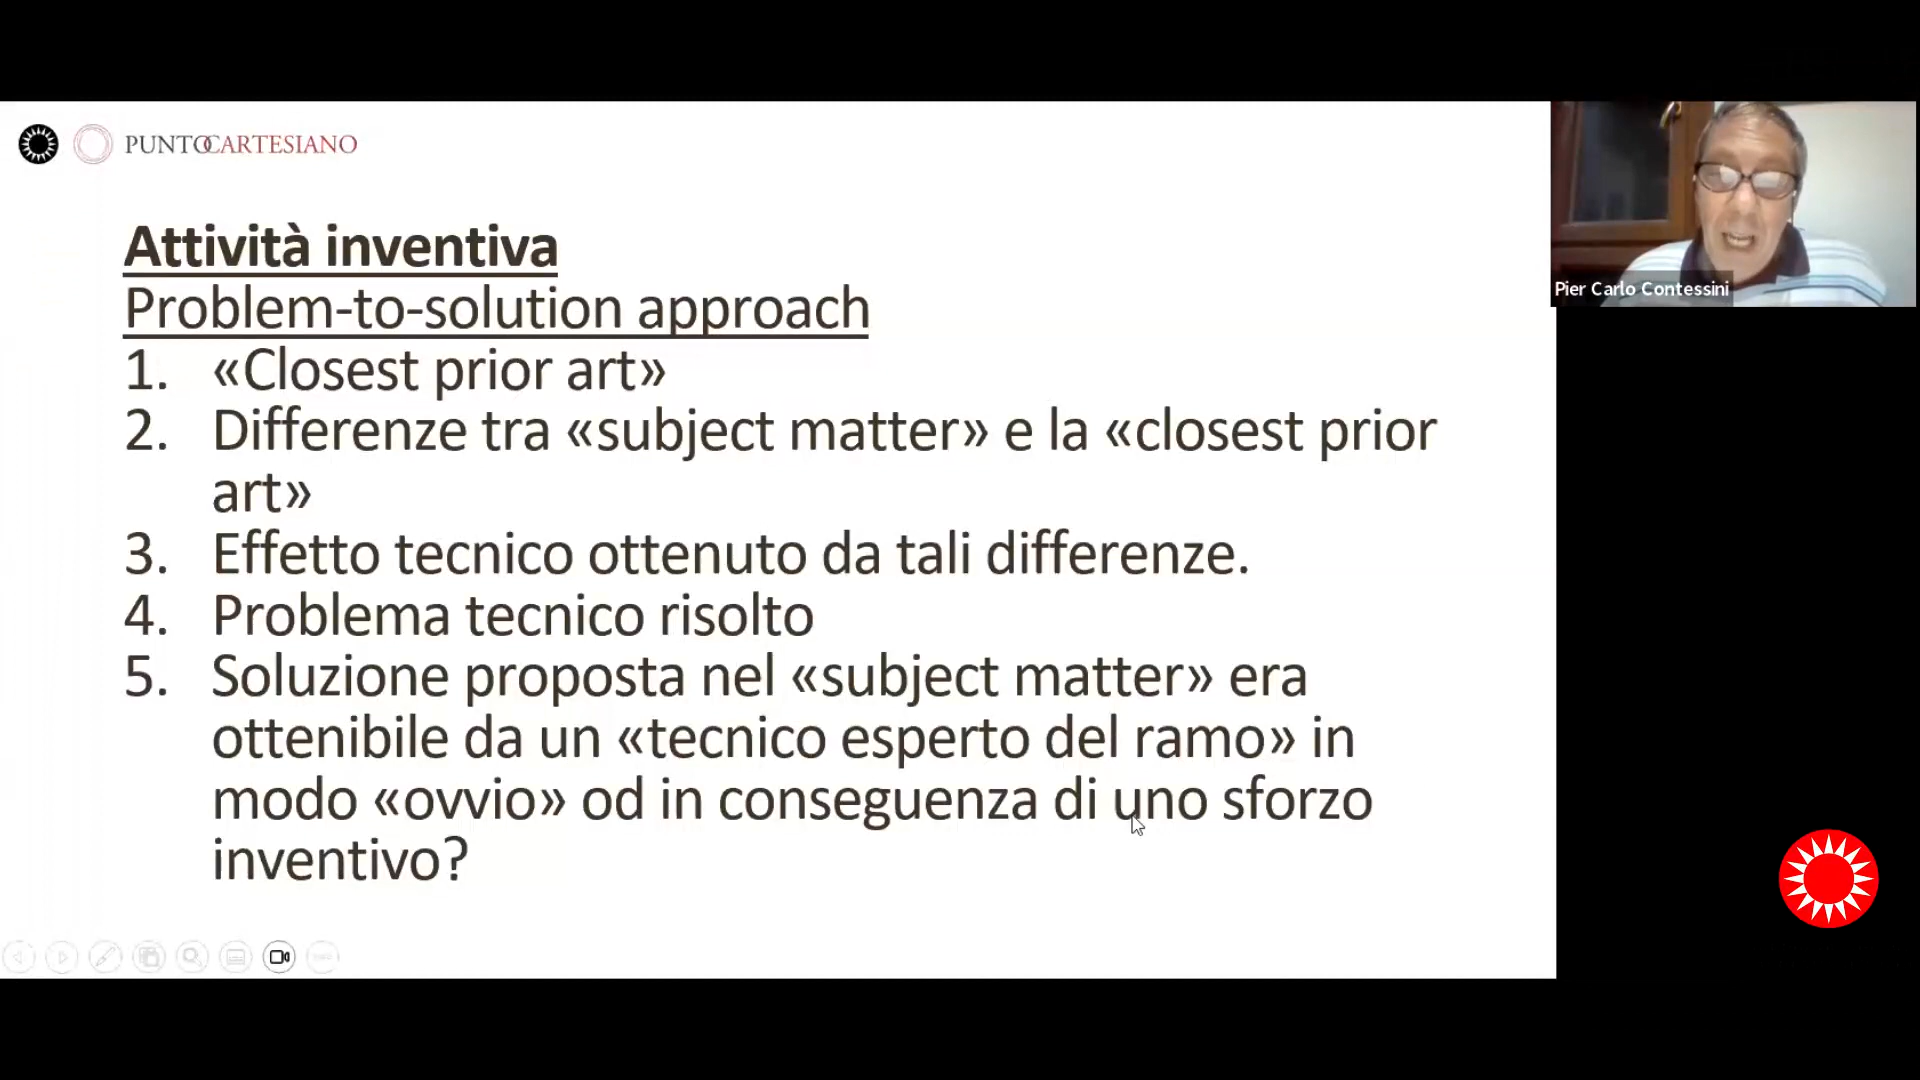 PUNTOCARTESIANO
Attività inventiva
Problem-to-solution approach
1. «Closest prior art»
2. Differenze tra «subject matter» e la «closest prior
art»
3. Effetto tecnico ottenuto da tali differenze.
4. Problema tecnico risolto
5. Soluzione proposta nel «subject matter» era
ottenibile da un «tecnico esperto del ramo» in
modo «ovvio» od in conseguenza di uno sforzo
inventivo?
Pier Carlo Contessini